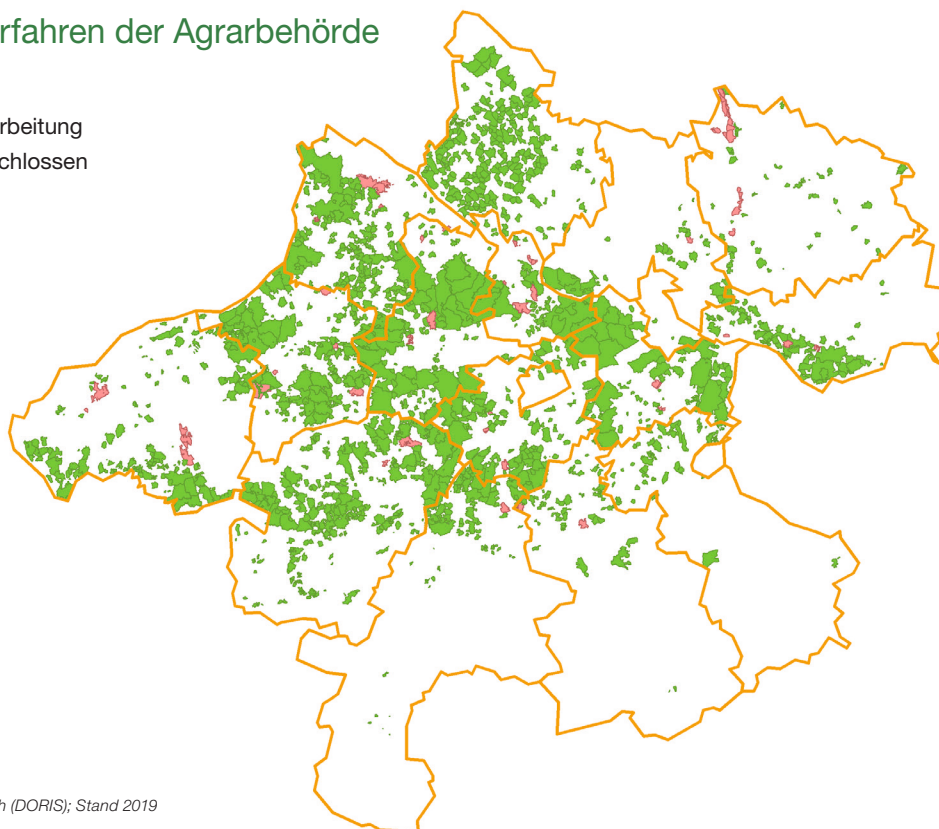 rfahren der Agrarbehörde
rbeitung
chlossen
h (DORIS); Stand 2019